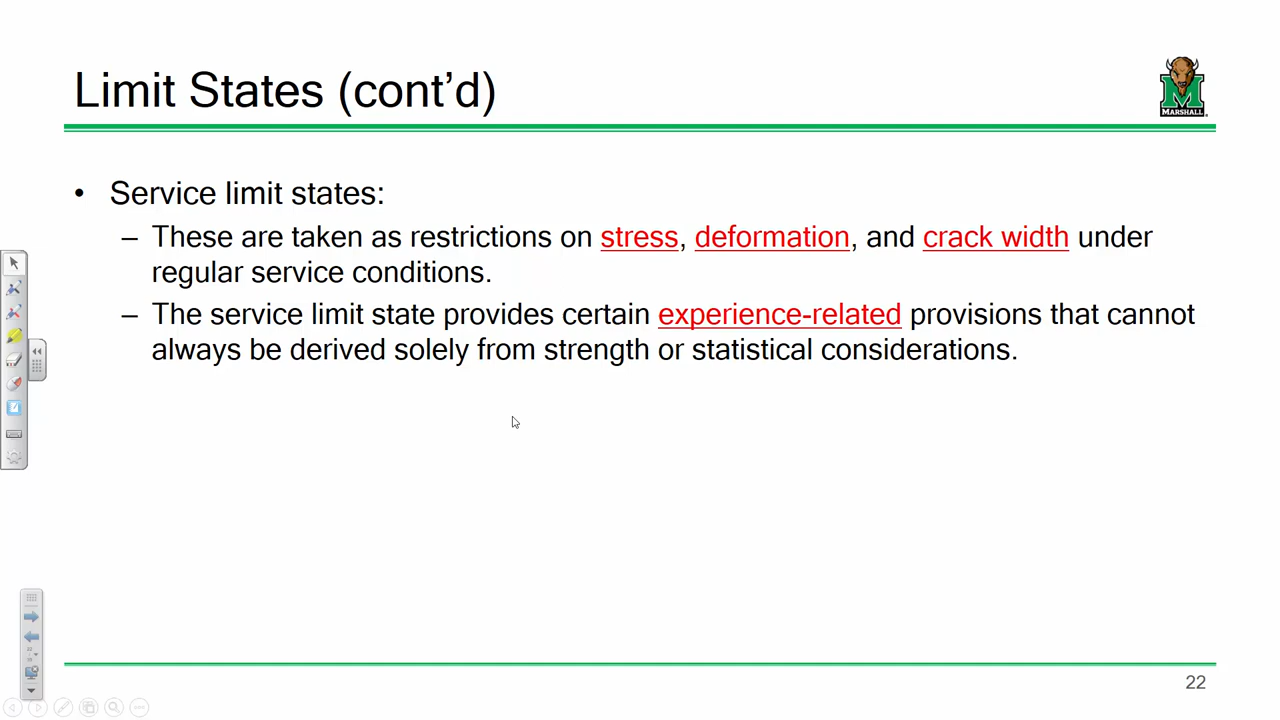 Limit States (cont’d)
MARSHALL
• Service limit states:
– These are taken as restrictions on stress, deformation, and crack width under
regular service conditions.
– The service limit state provides certain experience-related provisions that cannot
always be derived solely from strength or statistical considerations.
22